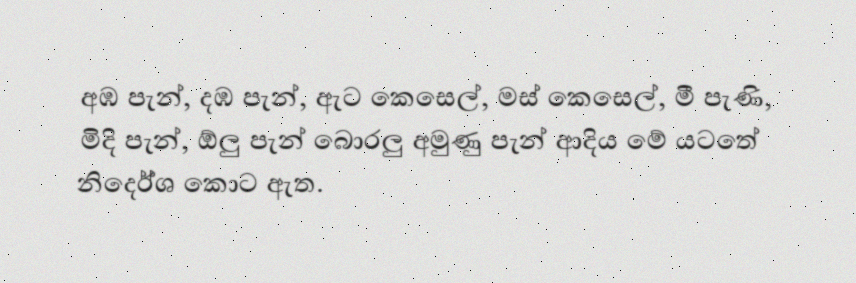 අඹ පැන්, දඹ පැන්, ඇට කෙසෙල්, මස් කෙසෙල්, මී පැණි,
මිදි පැන්, ඕලු පැන් බොරලු අමුණු පැන් ආදිය මේ යටතේ
නිදෙර්ශ කොට ඇත.